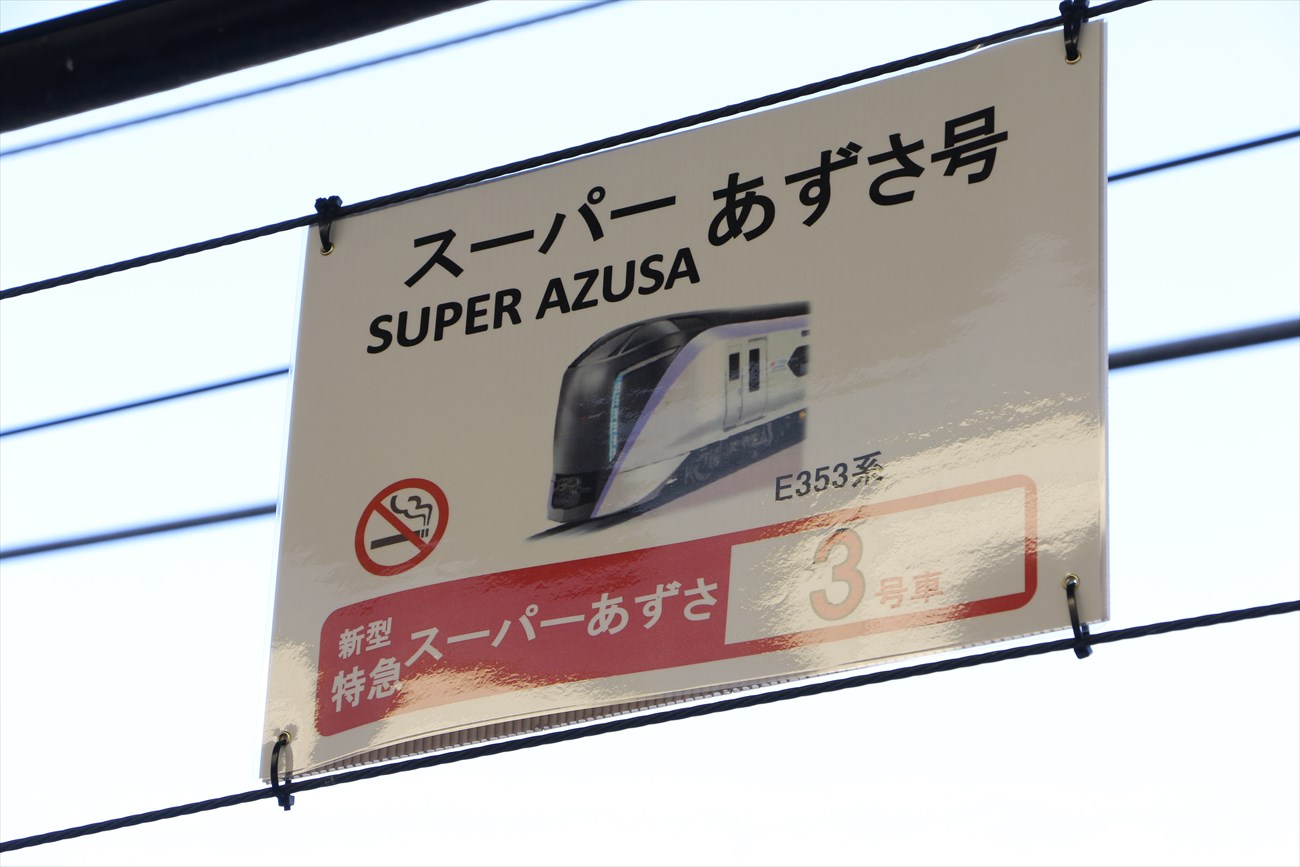 スーパーあずさ号
SUPER AZUSA
E353系
新型
特急スーパーあずさ
3号車